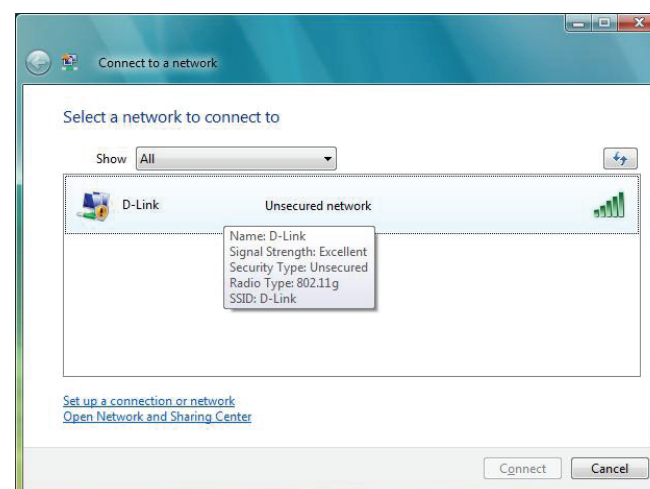 Connect to a network
Select a network to connect to
Show All
D-Link Unsecured network
Name: D-Link
Signal Strength: Excellent
Security Type: Unsecured
Radio Type: 802.11g
SSID: D-Link
Set up a connection or network
Open Network and Sharing Center
Connect Cancel